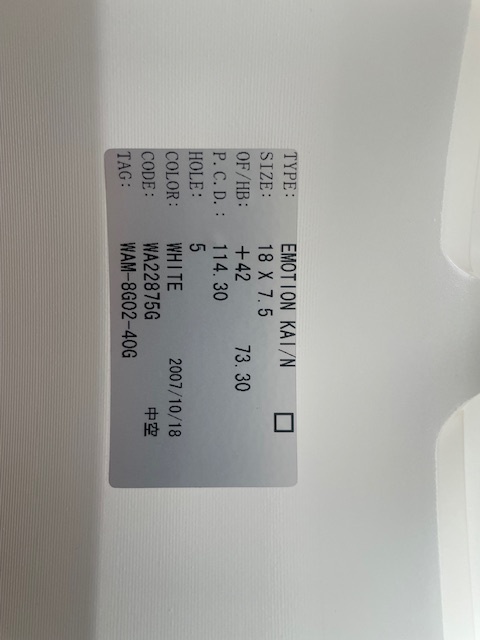 TYPE: EMOTION KAI/N □
SIZE: 18 X 7.5
OF/HB: +42 73.30
P.C.D.: 114.30
HOLE: 5
COLOR: WHITE 2007/10/18
CODE: WA22875G 中空
TAG: WAM-8G02-40G